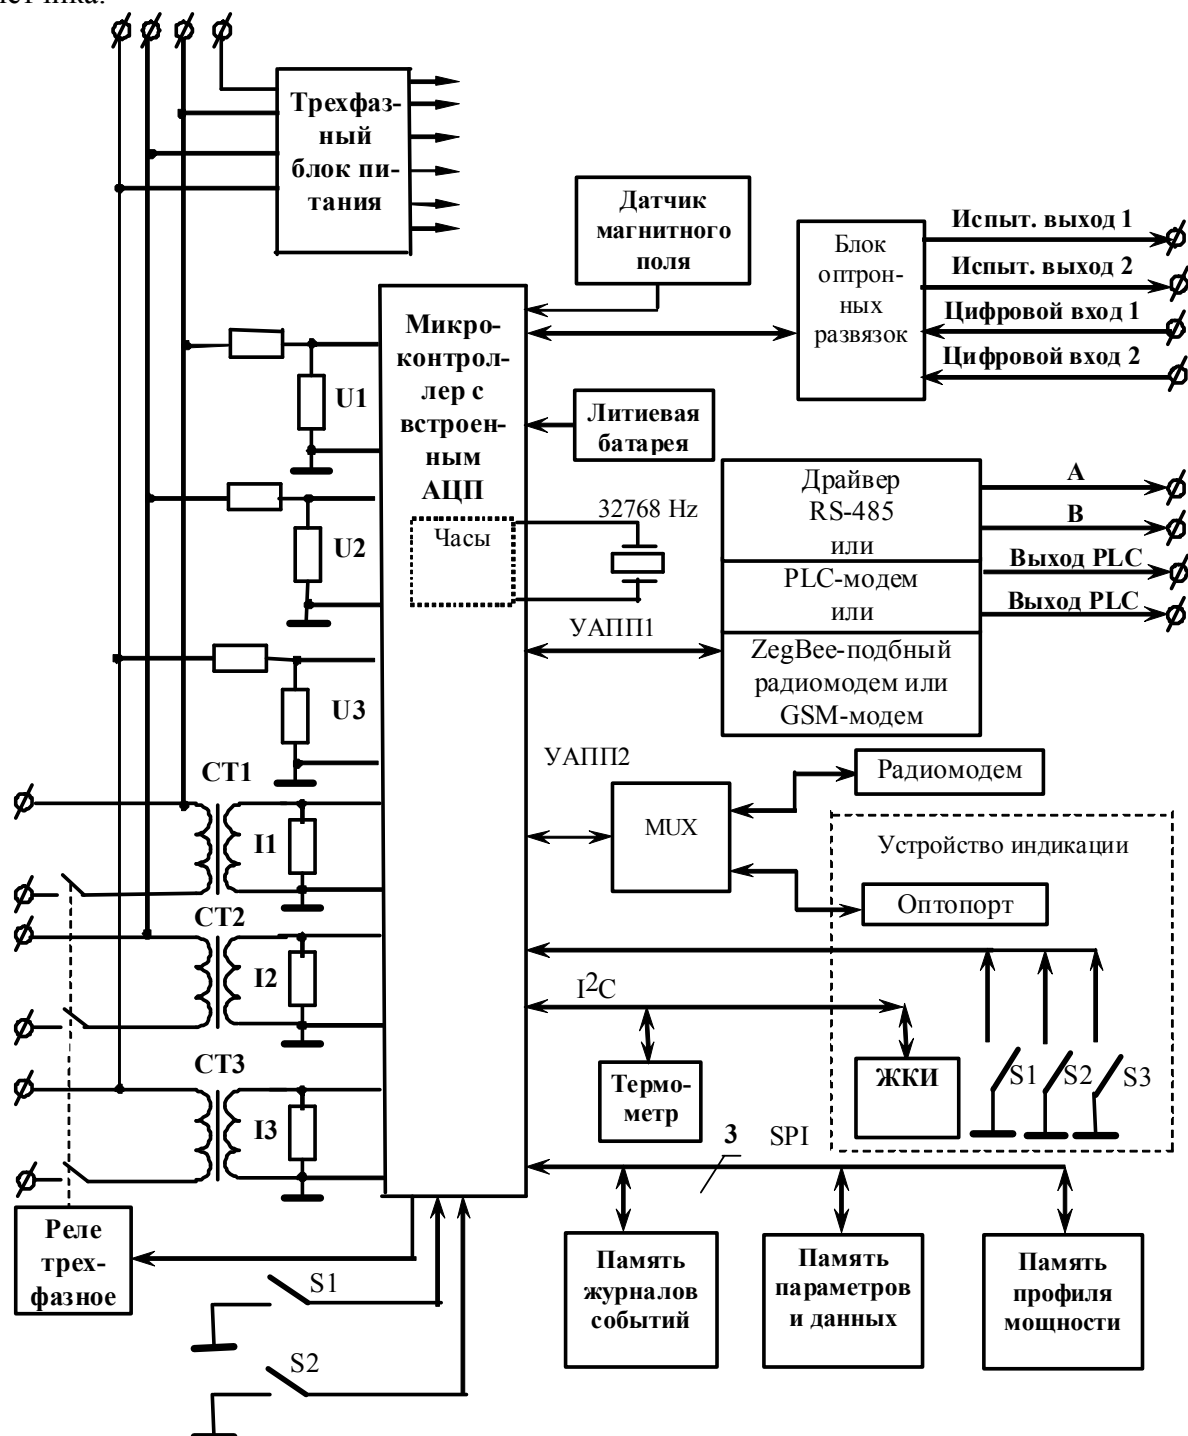 Трехфаз-
ный
блок пи-
тания
Датчик
магнитного
поля
Блок
оптрон-
ных
развязок
Испыт. выход 1
Испыт. выход 2
Цифровой вход 1
Цифровой вход 2
Микро-
контрол-
лер с
встроен-
ным
АЦП
Часы
U1
U2
U3
Литиевая
батарея
32768 Hz
Драйвер
RS-485
или
PLC-модем
или
ZegBee-подбный
радиомодем или
GSM-модем
A
B
Выход PLC
Выход PLC
УАПП1
УАПП2
MUX
Радиомодем
Устройство индикации
Оптопорт
CT1
I1
CT2
I2
CT3
I3
I2C
Термо-
метр
ЖКИ
S1
S2
S3
3
SPI
Реле
трех-
фазное
S1
S2
Память
журналов
событий
Память
параметров
и данных
Память
профиля
мощности